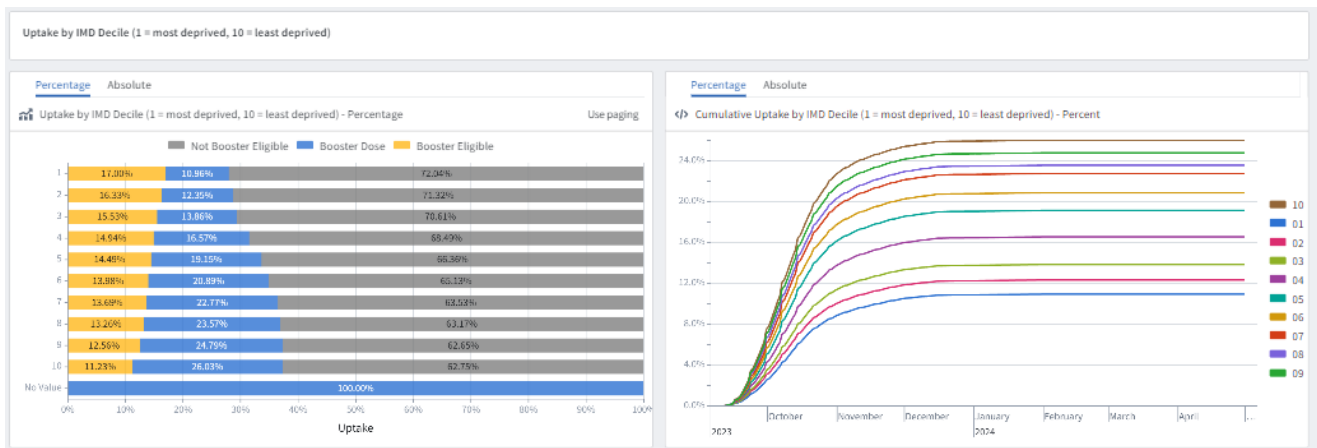 Uptake by IMD Decile (1 = most deprived, 10 = least deprived)
Percentage Absolute
Uptake by IMD Decile (1 = most deprived, 10 = least deprived) - Percentage Use paging
Not Booster Eligible Booster Dose Booster Eligible
1 17.00% 10.96% 72.04%
2 16.33% 12.35% 71.32%
3 15.53% 13.86% 70.61%
4 14.94% 16.57% 68.49%
5 14.49% 19.15% 66.36%
6 13.98% 20.89% 65.13%
7 13.69% 22.77% 63.53%
8 13.26% 23.57% 63.17%
9 12.56% 24.79% 62.65%
10 11.23% 26.03% 62.75%
No Value 100.00%
0% 10% 20% 30% 40% 50% 60% 70% 80% 90% 100%
Uptake
Percentage Absolute
</> Cumulative Uptake by IMD Decile (1 = most deprived, 10 = least deprived) - Percent
24.0%
20.0%
16.0%
12.0%
8.0%
4.0%
0.0%
October November December January February March April ...
2023 2024
10
01
02
03
04
05
06
07
08
09